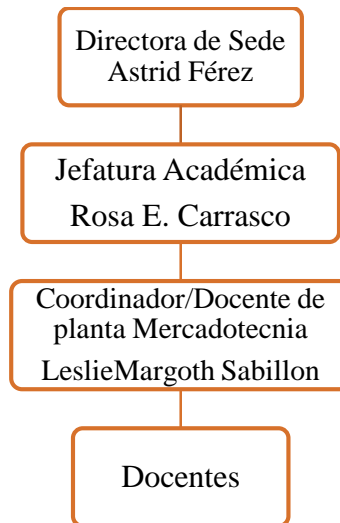 Directora de Sede
Astrid Férez
Jefatura Académica
Rosa E. Carrasco
Coordinador/Docente de
planta Mercadotecnia
LeslieMargoth Sabillon
Docentes